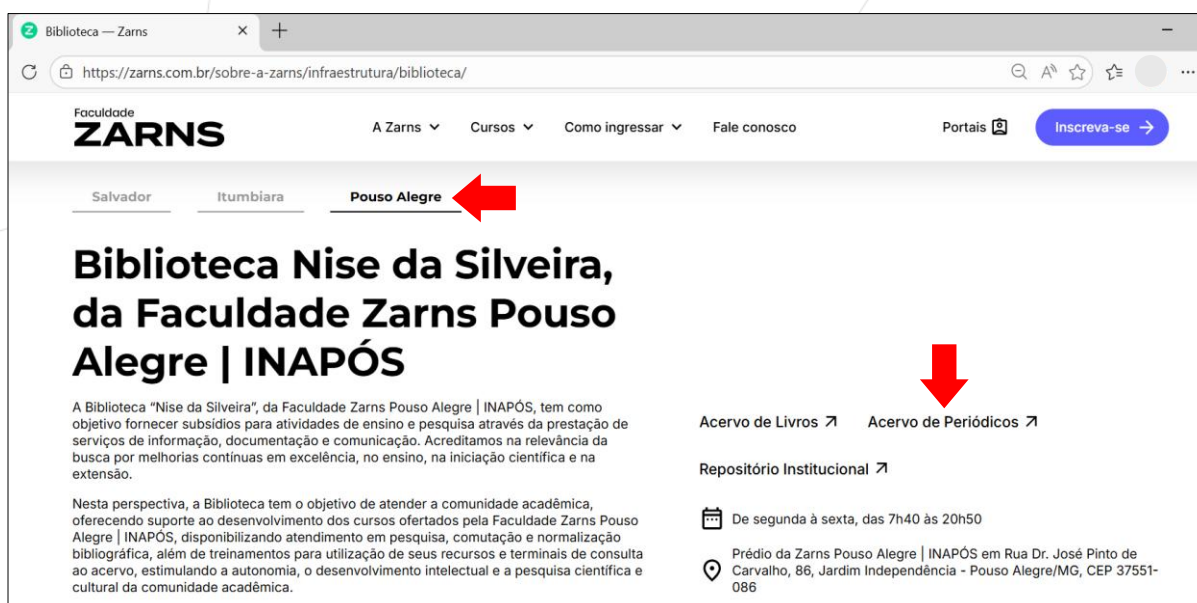 Biblioteca — Zarns
https://zarns.com.br/sobre-a-zarns/infraestrutura/biblioteca/
Faculdade
ZARNS
A Zarns
Cursos
Como ingressar
Fale conosco
Portais
Inscreva-se →
Salvador
Itumbiara
Pouso Alegre
Biblioteca Nise da Silveira,
da Faculdade Zarns Pouso
Alegre | INAPÓS
A Biblioteca “Nise da Silveira”, da Faculdade Zarns Pouso Alegre | INAPÓS, tem como
objetivo fornecer subsídios para atividades de ensino e pesquisa através da prestação de
serviços de informação, documentação e comunicação. Acreditamos na relevância da
busca por melhorias contínuas em excelência, no ensino, na iniciação científica e na
extensão.
Nesta perspectiva, a Biblioteca tem o objetivo de atender a comunidade acadêmica,
oferecendo suporte ao desenvolvimento dos cursos ofertados pela Faculdade Zarns Pouso
Alegre | INAPÓS, disponibilizando atendimento em pesquisa, comutação e normalização
bibliográfica, além de treinamentos para utilização de seus recursos e terminais de consulta
ao acervo, estimulando a autonomia, o desenvolvimento intelectual e a pesquisa científica e
cultural da comunidade acadêmica.
Acervo de Livros ↗
Acervo de Periódicos ↗
Repositório Institucional ↗
De segunda à sexta, das 7h40 às 20h50
Prédio da Zarns Pouso Alegre | INAPÓS em Rua Dr. José Pinto de
Carvalho, 86, Jardim Independência - Pouso Alegre/MG, CEP 37551-
086